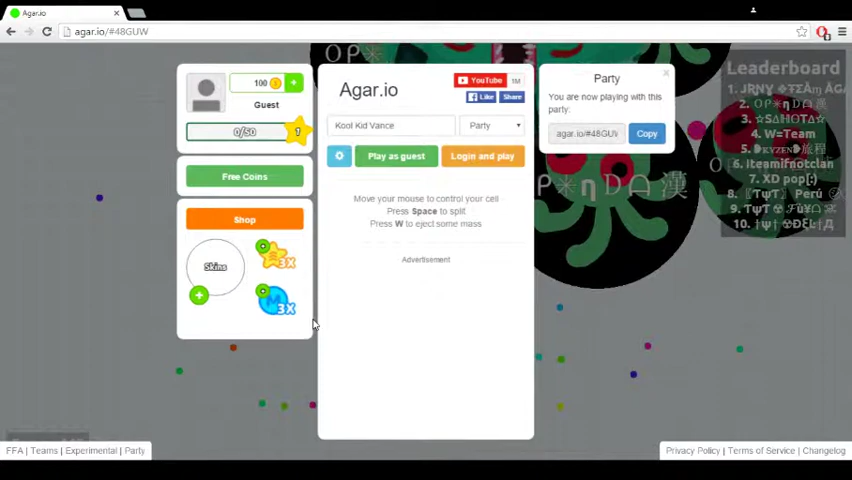 Agar.io
agar.io/#48GUW
100
Guest
0/50
1
Free Coins
Shop
Skins
3X
3X
Agar.io
YouTube 1M
Like Share
Kool Kid Vance
Party
Play as guest
Login and play
Move your mouse to control your cell
Press Space to split
Press W to eject some mass
Advertisement
Party
×
You are now playing with this
party:
agar.io/#48GUW
Copy
Leaderboard
4. W=Team
6. Iteamifnotclan
7. XD pop(:)
FFA | Teams | Experimental | Party
Privacy Policy | Terms of Service | Changelog